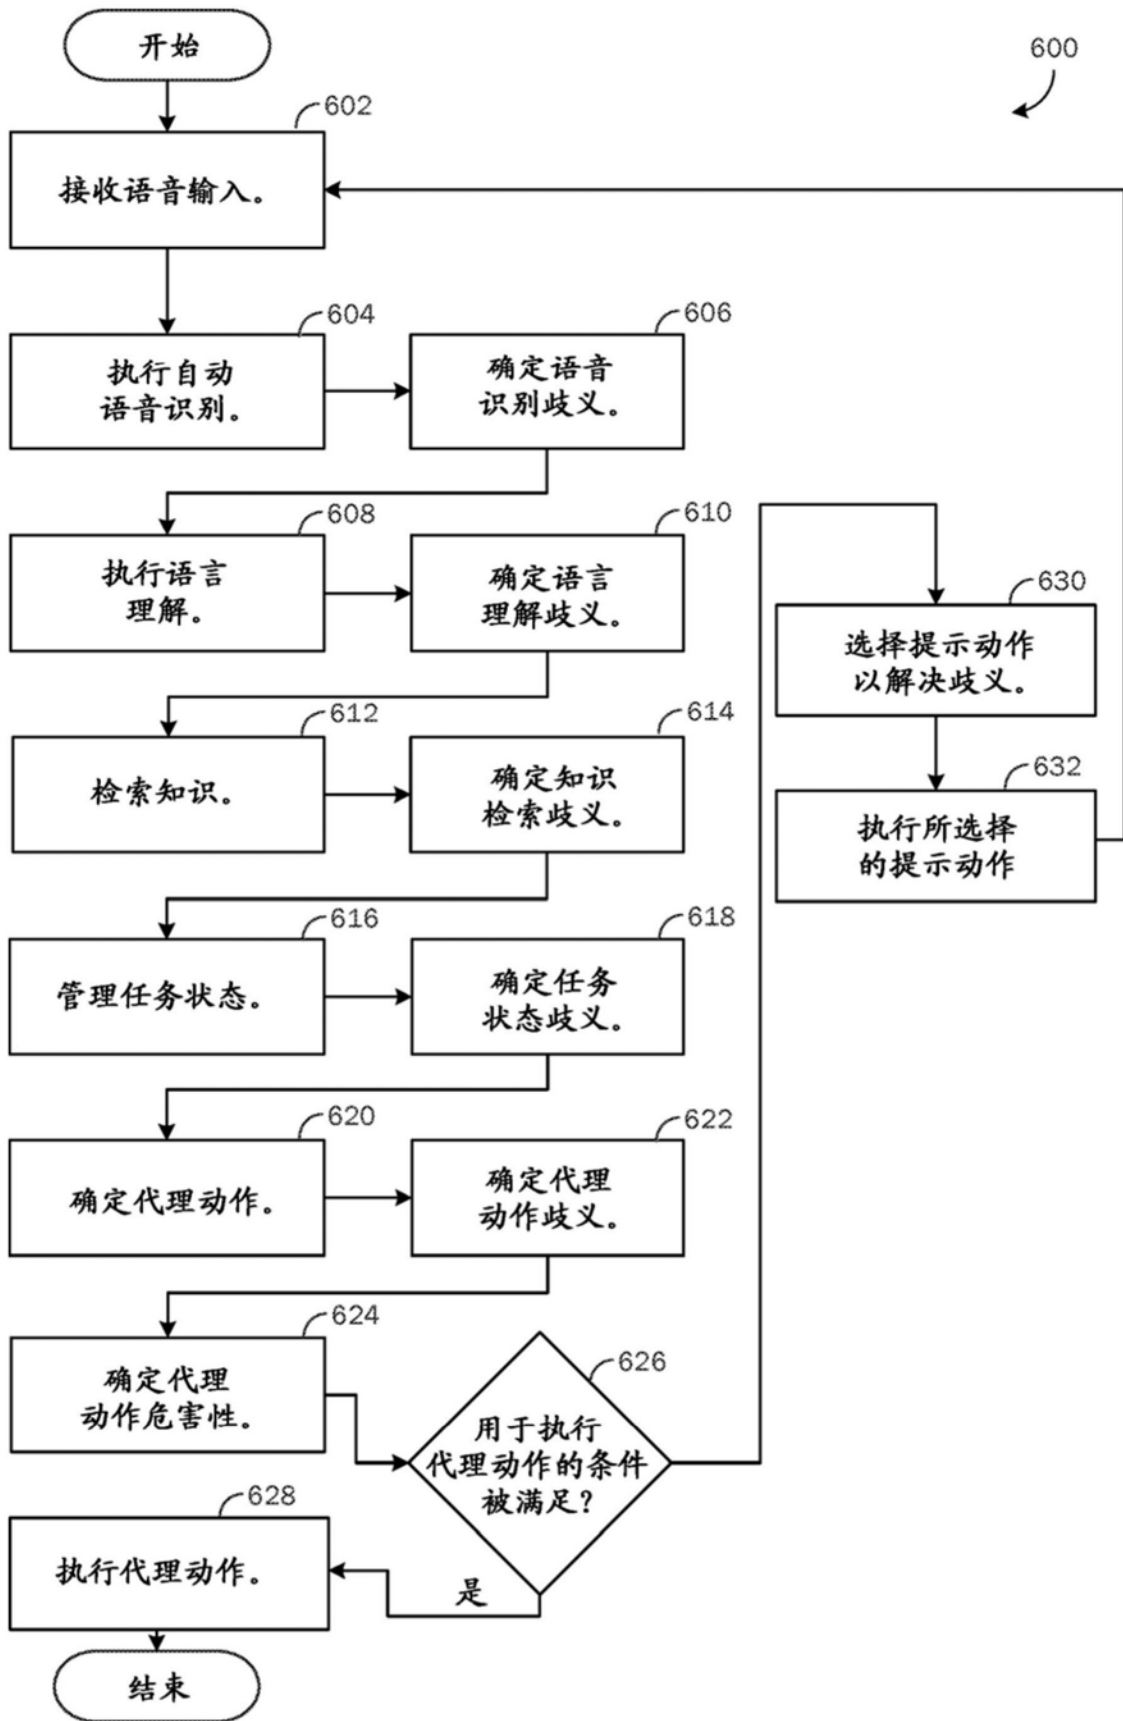 开始
600
602
接收语音输入。
604
606
执行自动
语音识别。
确定语音
识别歧义。
608
610
执行语言
理解。
确定语言
理解歧义。
630
选择提示动作
以解决歧义。
612
614
检索知识。
确定知识
检索歧义。
632
执行所选择
的提示动作
616
618
管理任务状态。
确定任务
状态歧义。
620
622
确定代理动作。
确定代理
动作歧义。
624
626
确定代理
动作危害性。
用于执行
代理动作的条件
被满足？
628
执行代理动作。
是
结束